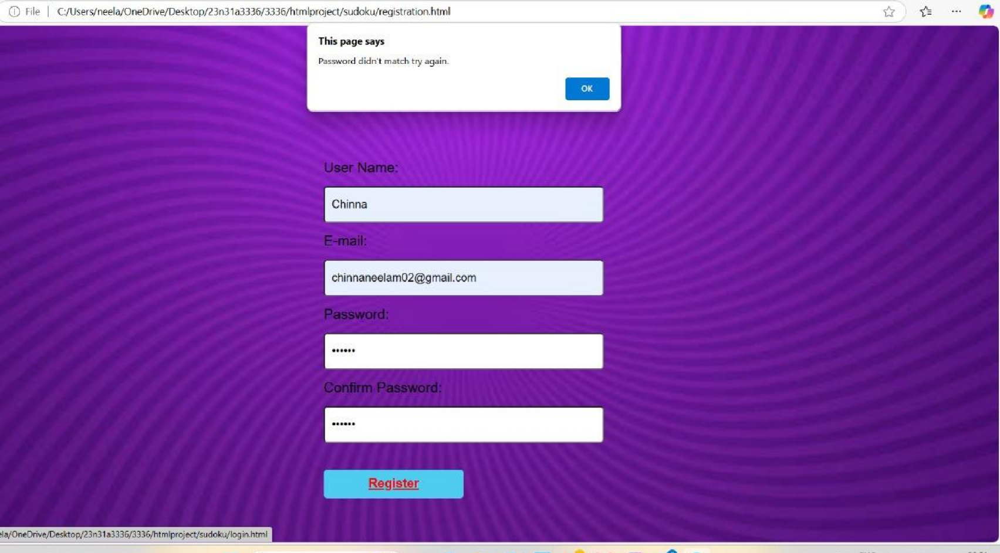 File | C:/Users/neela/OneDrive/Desktop/23n31a3336/3336/htmlproject/sudoku/registration.html
This page says
Password didn't match try again.
OK
User Name:
Chinna
E-mail:
chinnaneelam02@gmail.com
Password:
••••••
Confirm Password:
••••••
Register
ela/OneDrive/Desktop/23n31a3336/3336/htmlproject/sudoku/login.html